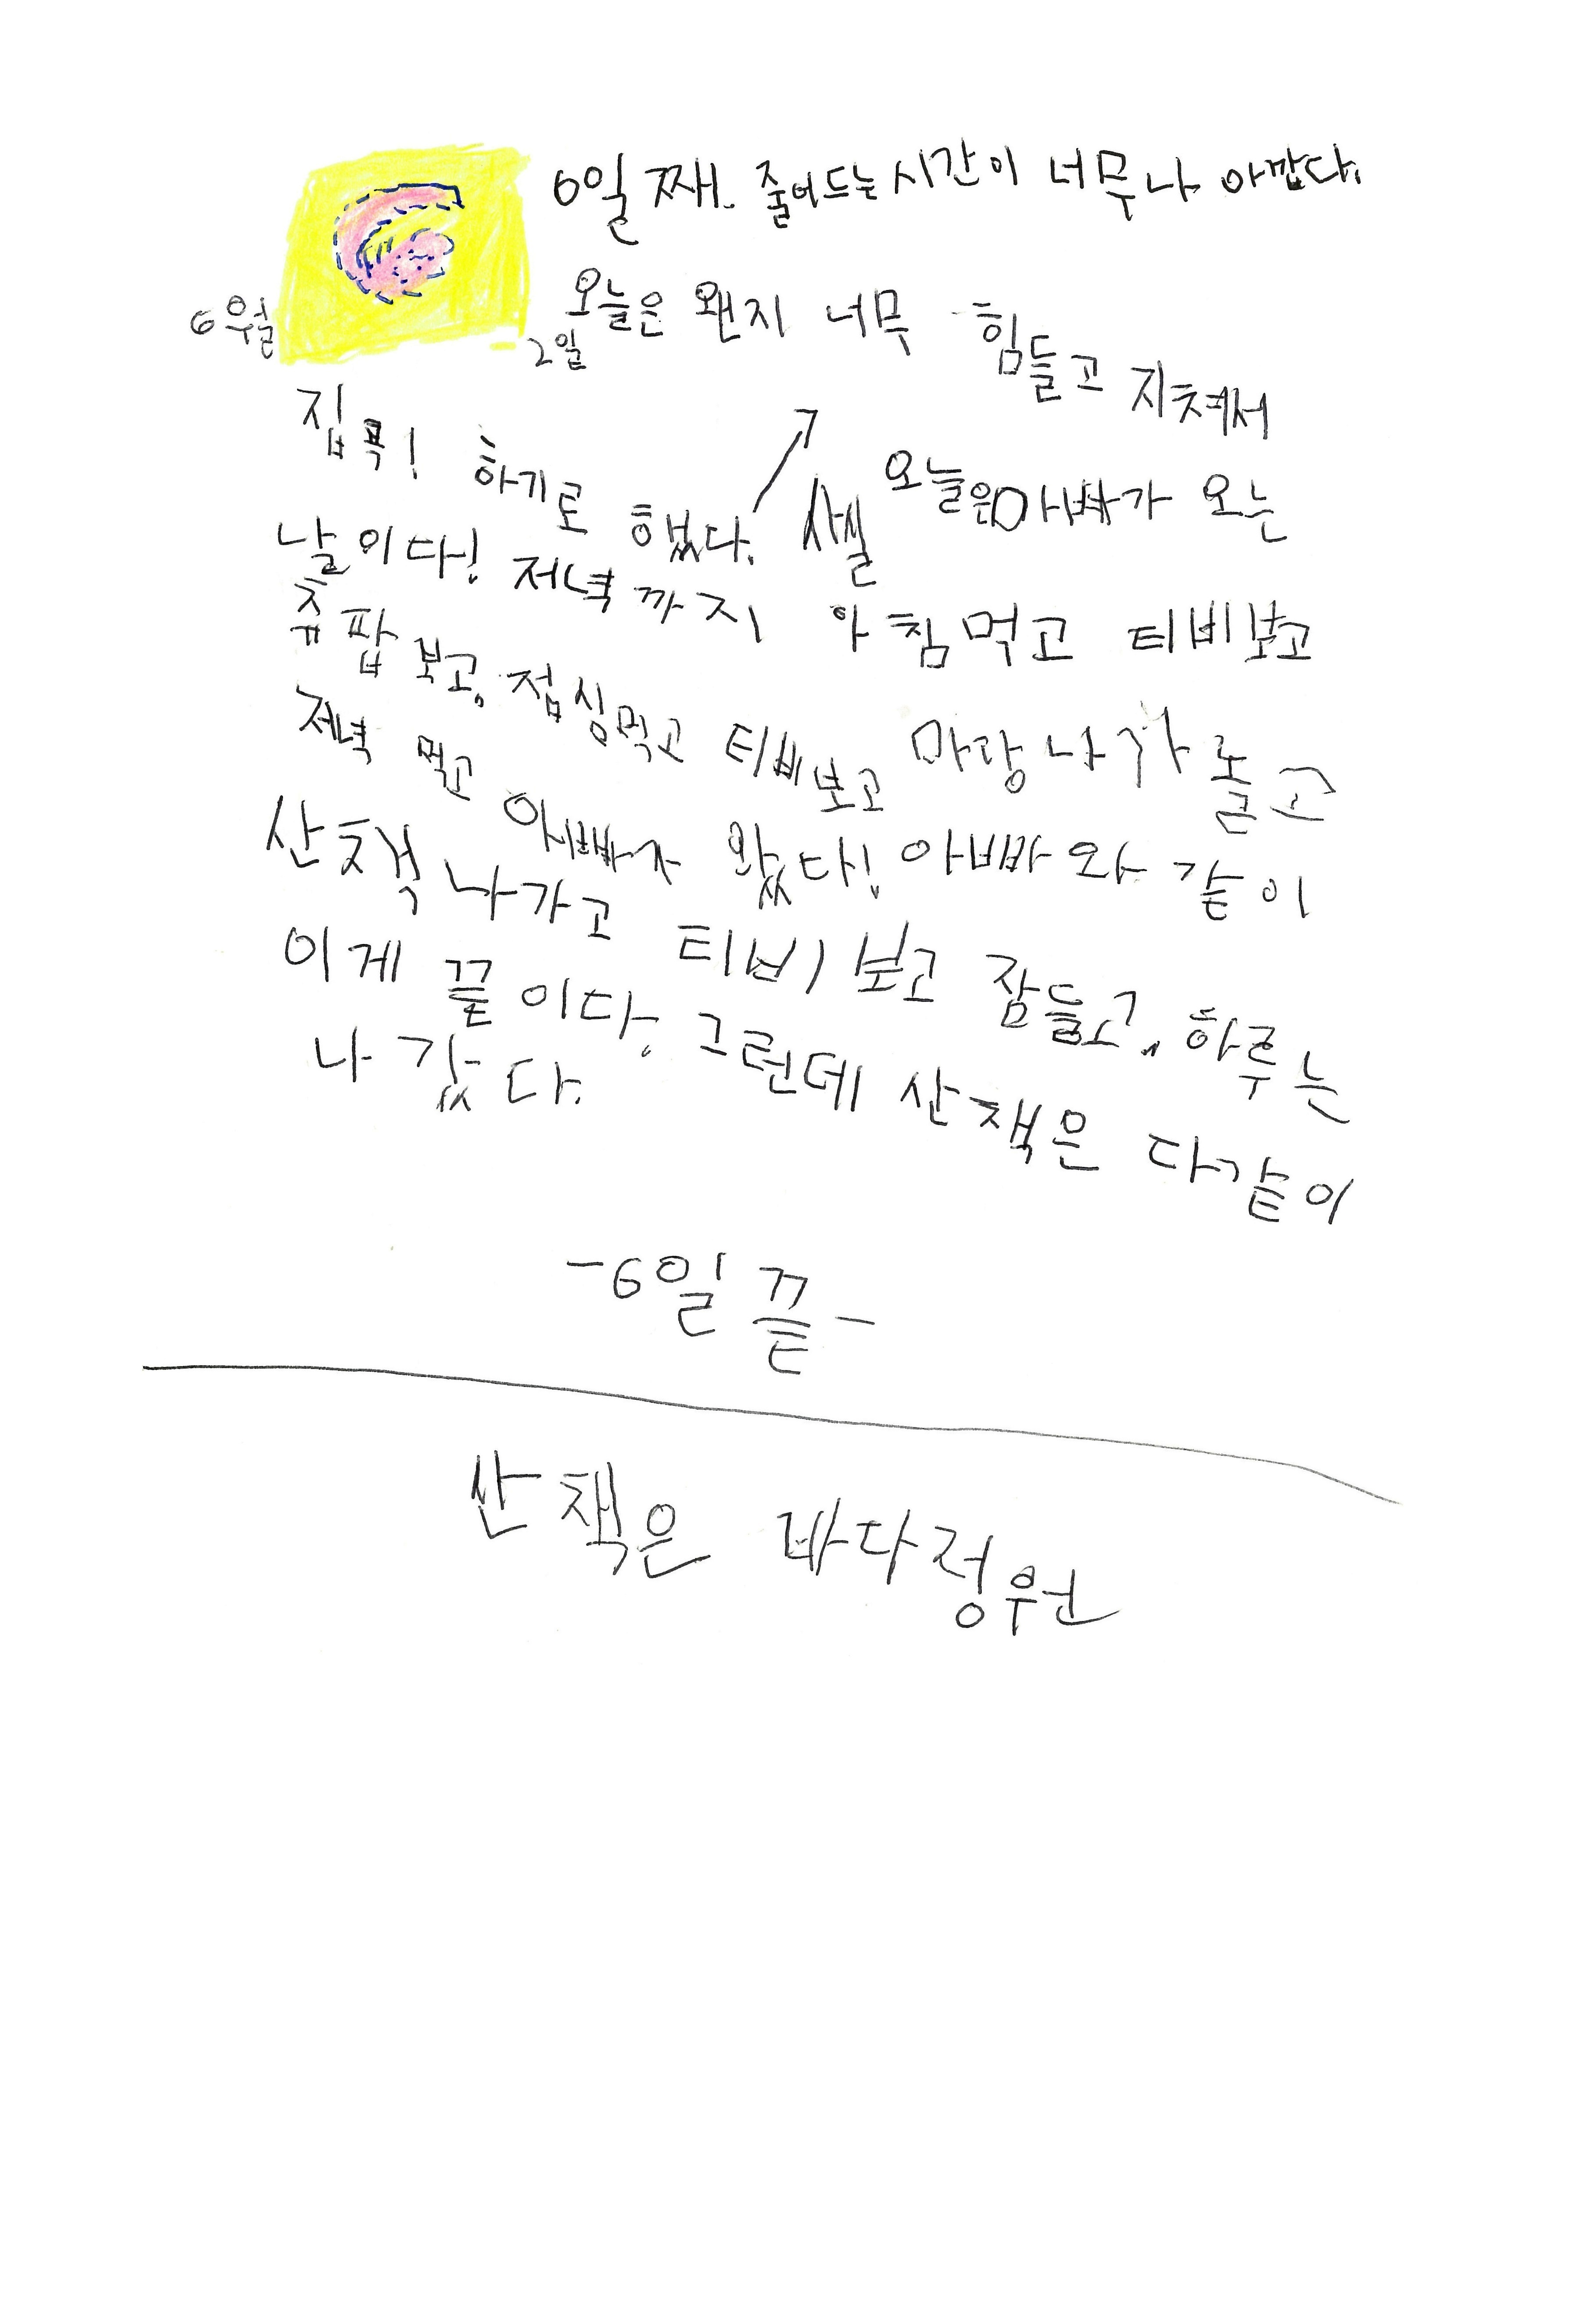 6일 째. 줄어드는 시간이 너무나 아깝다.
오늘은 왠지 너무 힘들고 지쳐서
6월 2일
집콕! 하기로 했다. 사실 오늘은 아빠가 오는
날이다! 저녁까지 아침먹고 티비보고
쥬팝 보고, 점심먹고 티비보고 마당 나가 놀고
저녁 먹고 아빠가 왔다! 아빠와 같이
산책 나가고 티비 보고 잠들고, 하루는
이게 끝이다. 그런데 산책은 다같이
나갔다.
-6일 끝-
산책은 바다정원